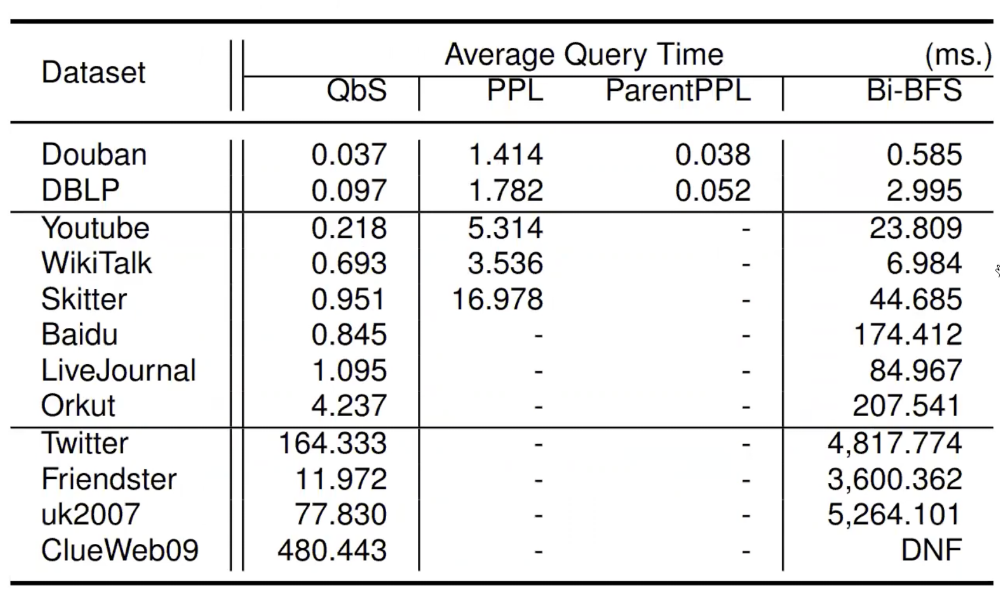 Dataset Average Query Time (ms.)
QbS PPL ParentPPL Bi-BFS
Douban 0.037 1.414 0.038 0.585
DBLP 0.097 1.782 0.052 2.995
Youtube 0.218 5.314 - 23.809
WikiTalk 0.693 3.536 - 6.984
Skitter 0.951 16.978 - 44.685
Baidu 0.845 - - 174.412
LiveJournal 1.095 - - 84.967
Orkut 4.237 - - 207.541
Twitter 164.333 - - 4,817.774
Friendster 11.972 - - 3,600.362
uk2007 77.830 - - 5,264.101
ClueWeb09 480.443 - - DNF